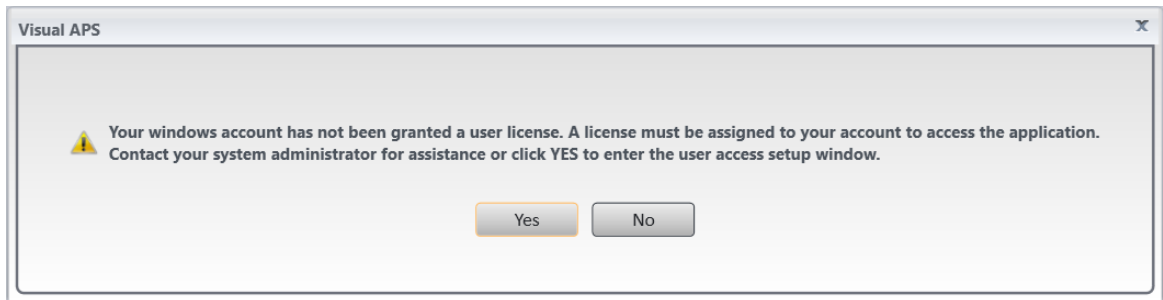 Visual APS
X
Your windows account has not been granted a user license. A license must be assigned to your account to access the application.
Contact your system administrator for assistance or click YES to enter the user access setup window.
Yes
No